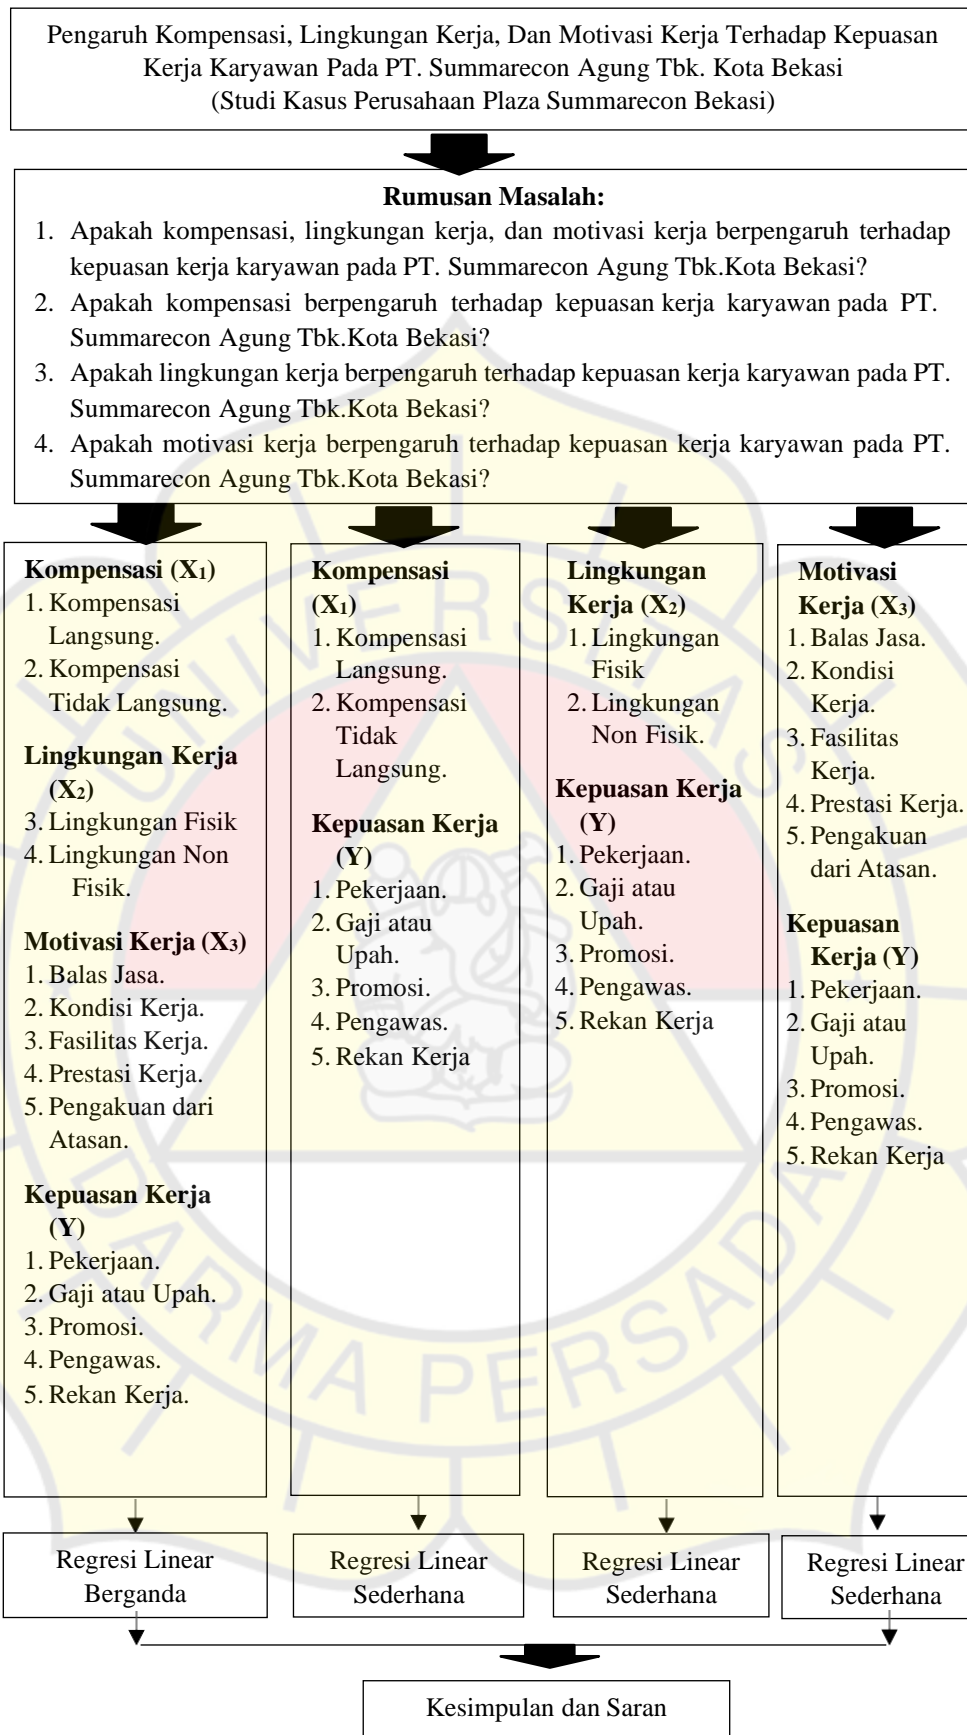 Pengaruh Kompensasi, Lingkungan Kerja, Dan Motivasi Kerja Terhadap Kepuasan
Kerja Karyawan Pada PT. Summarecon Agung Tbk. Kota Bekasi
(Studi Kasus Perusahaan Plaza Summarecon Bekasi)
Rumusan Masalah:
1. Apakah kompensasi, lingkungan kerja, dan motivasi kerja berpengaruh terhadap
kepuasan kerja karyawan pada PT. Summarecon Agung Tbk.Kota Bekasi?
2. Apakah kompensasi berpengaruh terhadap kepuasan kerja karyawan pada PT.
Summarecon Agung Tbk.Kota Bekasi?
3. Apakah lingkungan kerja berpengaruh terhadap kepuasan kerja karyawan pada PT.
Summarecon Agung Tbk.Kota Bekasi?
4. Apakah motivasi kerja berpengaruh terhadap kepuasan kerja karyawan pada PT.
Summarecon Agung Tbk.Kota Bekasi?
Kompensasi (X1)
1. Kompensasi
Langsung.
2. Kompensasi
Tidak Langsung.
Lingkungan Kerja
(X2)
3. Lingkungan Fisik
4. Lingkungan Non
Fisik.
Motivasi Kerja (X3)
1. Balas Jasa.
2. Kondisi Kerja.
3. Fasilitas Kerja.
4. Prestasi Kerja.
5. Pengakuan dari
Atasan.
Kepuasan Kerja
(Y)
1. Pekerjaan.
2. Gaji atau Upah.
3. Promosi.
4. Pengawas.
5. Rekan Kerja.
Kompensasi
(X1)
1. Kompensasi
Langsung.
2. Kompensasi
Tidak
Langsung.
Kepuasan Kerja
(Y)
1. Pekerjaan.
2. Gaji atau
Upah.
3. Promosi.
4. Pengawas.
5. Rekan Kerja
Lingkungan
Kerja (X2)
1. Lingkungan
Fisik
2. Lingkungan
Non Fisik.
Kepuasan Kerja
(Y)
1. Pekerjaan.
2. Gaji atau
Upah.
3. Promosi.
4. Pengawas.
5. Rekan Kerja
Motivasi
Kerja (X3)
1. Balas Jasa.
2. Kondisi
Kerja.
3. Fasilitas
Kerja.
4. Prestasi Kerja.
5. Pengakuan
dari Atasan.
Kepuasan
Kerja (Y)
1. Pekerjaan.
2. Gaji atau
Upah.
3. Promosi.
4. Pengawas.
5. Rekan Kerja
Regresi Linear
Berganda
Regresi Linear
Sederhana
Regresi Linear
Sederhana
Regresi Linear
Sederhana
Kesimpulan dan Saran
UNIVERSITAS
DARMA PERSADA